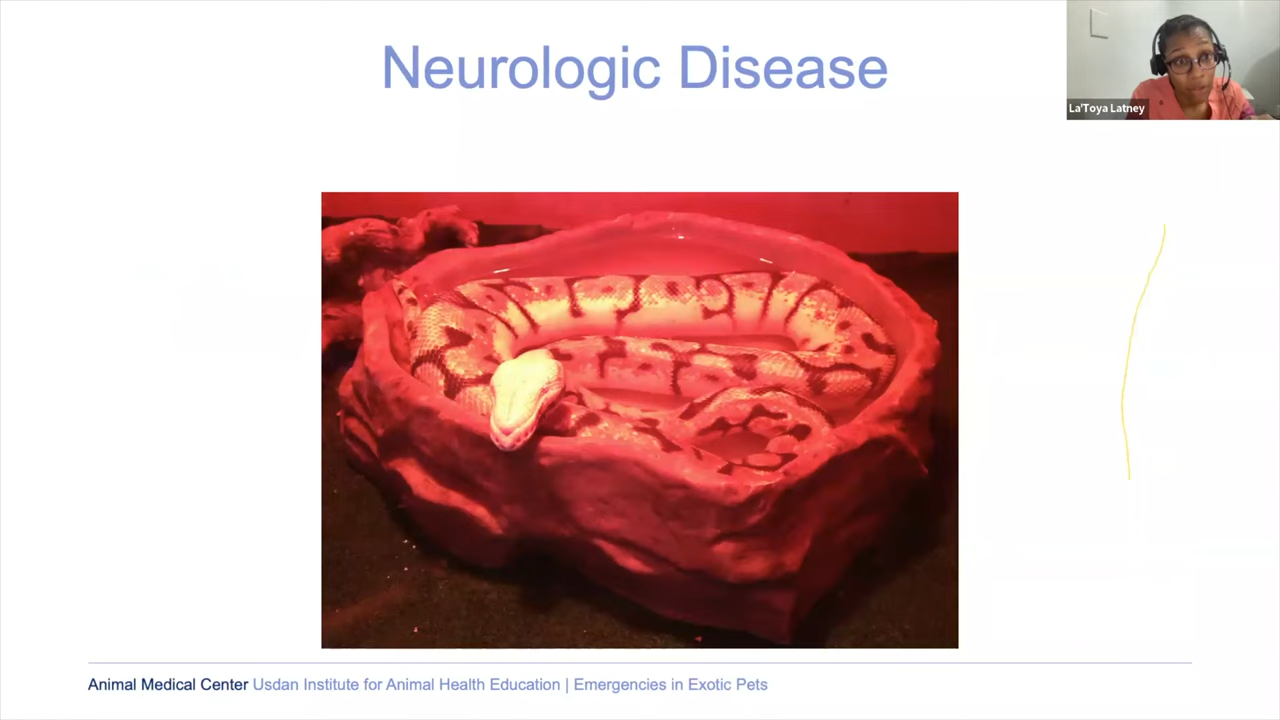 Neurologic Disease
La'Toya Latney
Animal Medical Center Usdan Institute for Animal Health Education | Emergencies in Exotic Pets